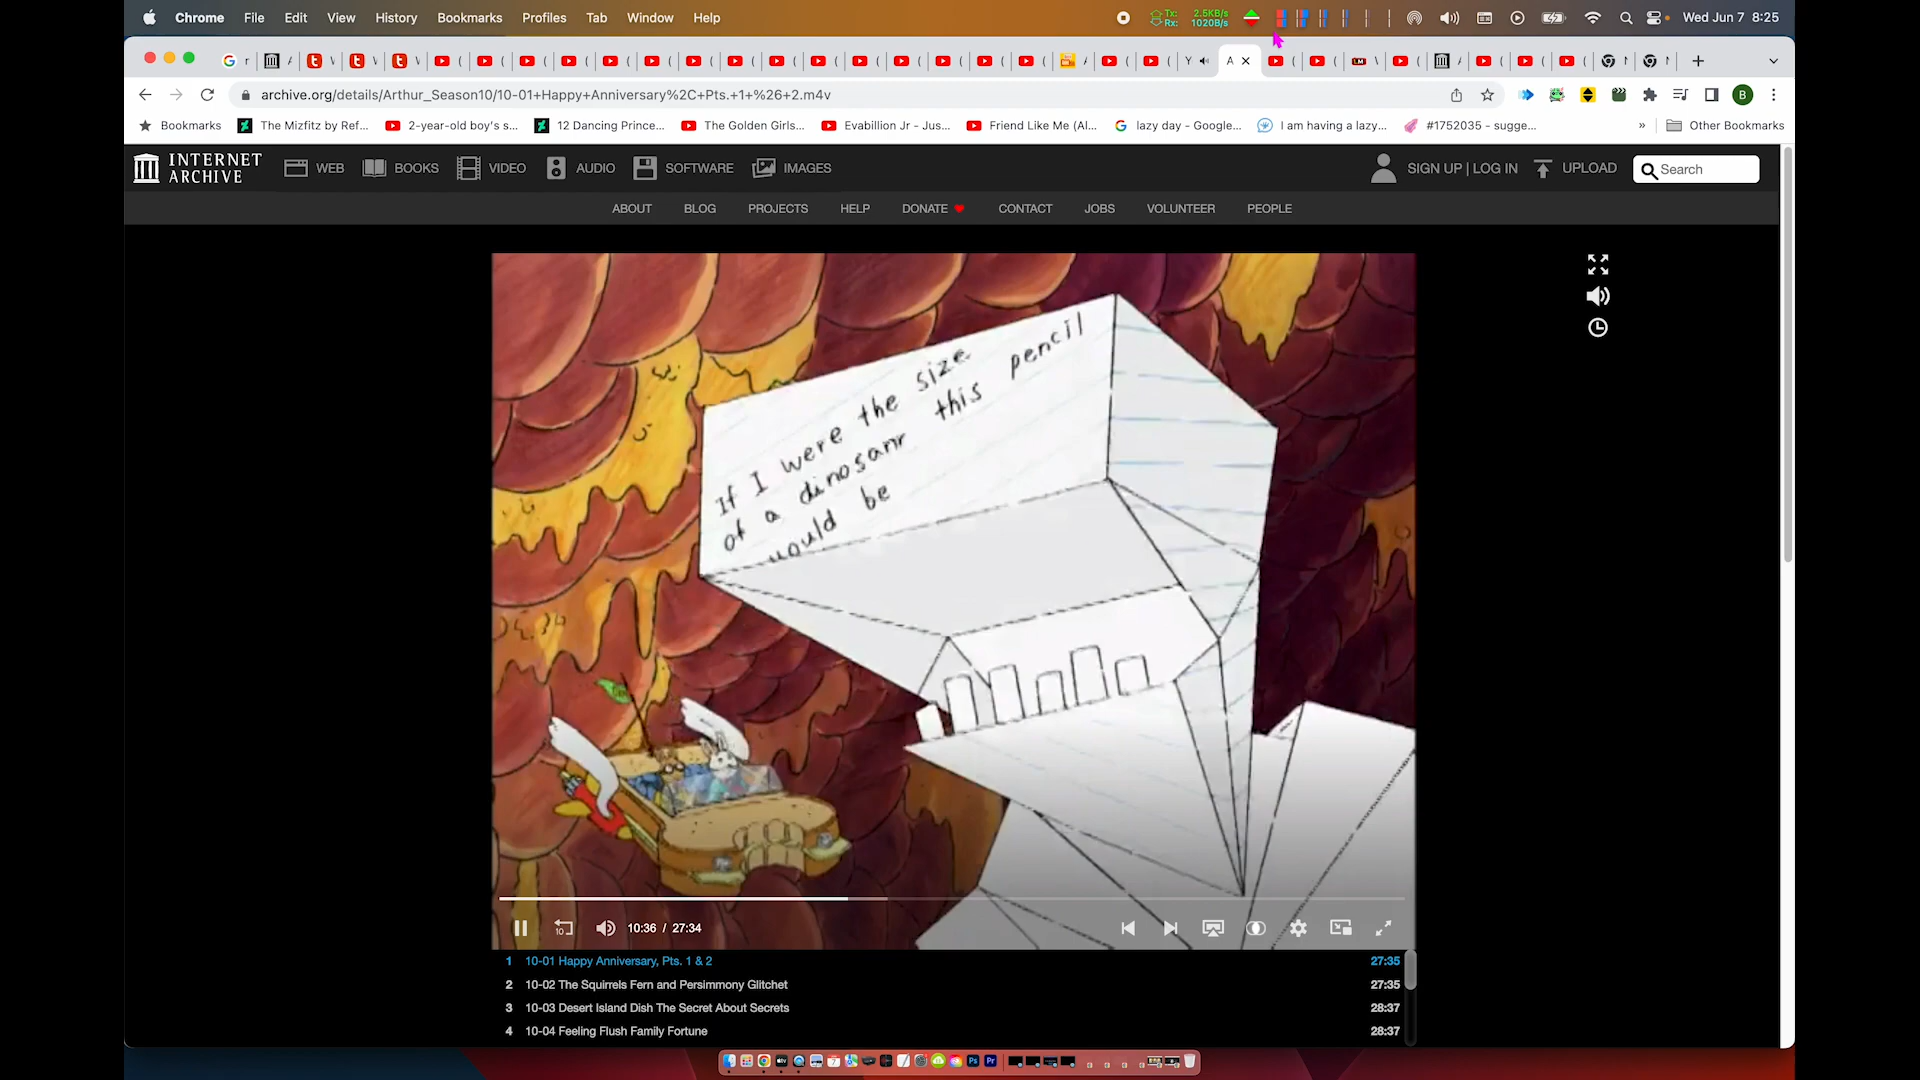 Chrome File Edit View History Bookmarks Profiles Tab Window Help Tx: 2.5KB/s Wed Jun 7 8:25
Rx: 1020B/s
archive.org/details/Arthur_Season10/10-01+Happy+Anniversary%2C+Pts.+1+%26+2.m4v B
Bookmarks The Mizfitz by Ref... 2-year-old boy's s... 12 Dancing Prince... The Golden Girls... Evabillion Jr - Jus... Friend Like Me (Al... lazy day - Google... I am having a lazy... #1752035 - sugge... » Other Bookmarks
INTERNET ARCHIVE WEB BOOKS VIDEO AUDIO SOFTWARE IMAGES SIGN UP | LOG IN UPLOAD Search
ABOUT BLOG PROJECTS HELP DONATE CONTACT JOBS VOLUNTEER PEOPLE
If I were the size
of a dinosaur this pencil
would be
10 10:36 / 27:34
1 10-01 Happy Anniversary, Pts. 1 & 2 27:35
2 10-02 The Squirrels Fern and Persimmony Glitchet 27:35
3 10-03 Desert Island Dish The Secret About Secrets 28:37
4 10-04 Feeling Flush Family Fortune 28:37